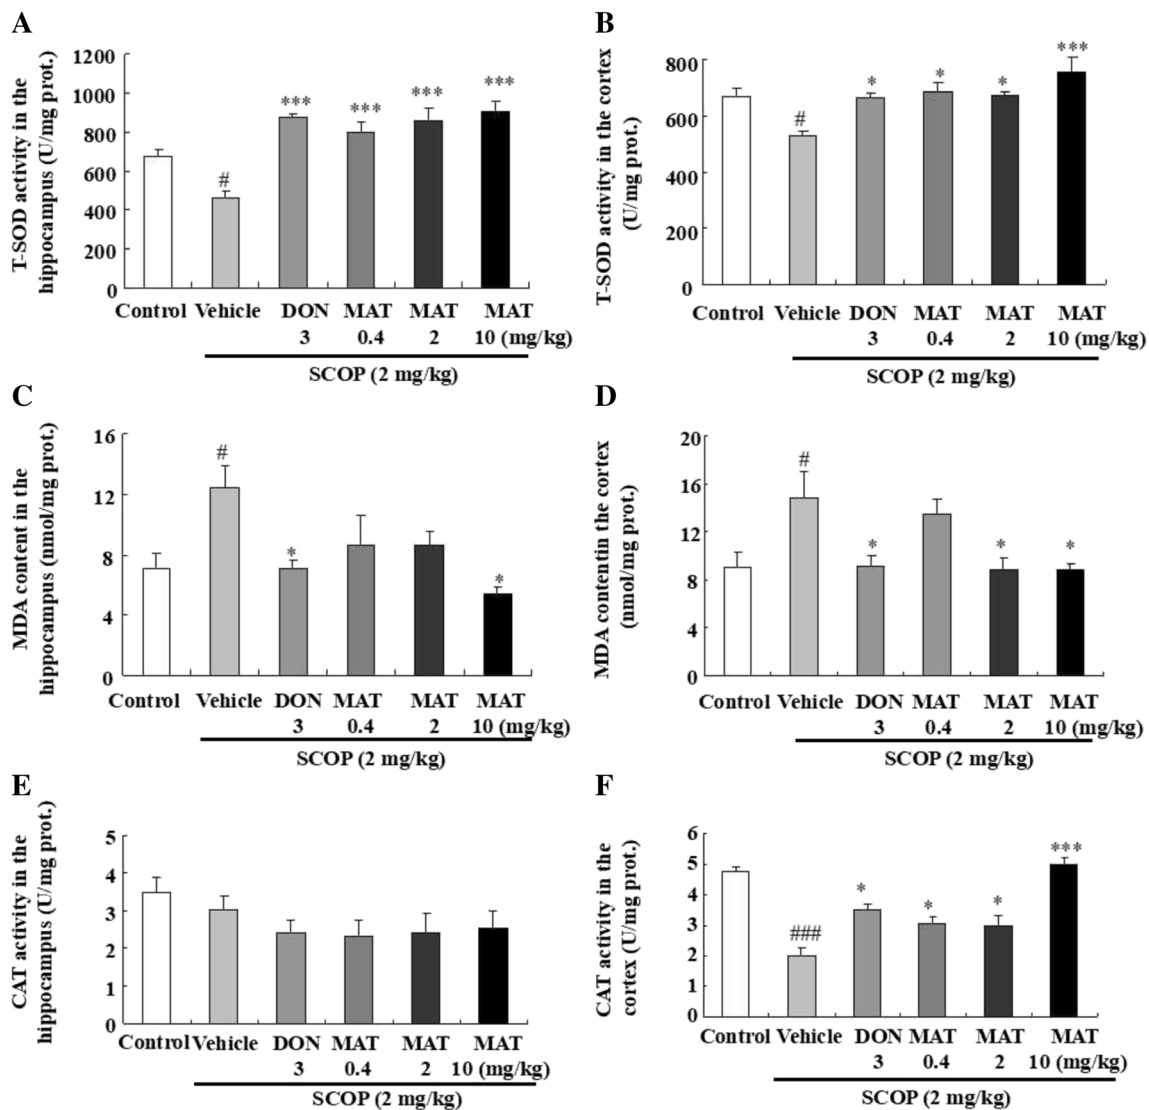 A
T-SOD activity in the
hippocampus (U/mg prot.)
1200
1000
800
600
400
200
0
#
***
***
***
***
Control Vehicle DON MAT MAT MAT
3 0.4 2 10 (mg/kg)
SCOP (2 mg/kg)
B
T-SOD activity in the cortex
(U/mg prot.)
800
600
400
200
0
#
*
*
*
***
Control Vehicle DON MAT MAT MAT
3 0.4 2 10 (mg/kg)
SCOP (2 mg/kg)
C
MDA content in the
hippocampus (nmol/mg prot.)
16
12
8
4
0
#
*
*
Control Vehicle DON MAT MAT MAT
3 0.4 2 10 (mg/kg)
SCOP (2 mg/kg)
D
MDA contentin the cortex
(nmol/mg prot.)
20
16
12
8
4
0
#
*
*
*
Control Vehicle DON MAT MAT MAT
3 0.4 2 10 (mg/kg)
SCOP (2 mg/kg)
E
CAT activity in the
hippocampus (U/mg prot.)
5
4
3
2
1
0
Control Vehicle DON MAT MAT MAT
3 0.4 2 10 (mg/kg)
SCOP (2 mg/kg)
F
CAT activity in the
cortex (U/mg prot.)
6
5
4
3
2
1
0
###
*
*
*
***
Control Vehicle DON MAT MAT MAT
3 0.4 2 10 (mg/kg)
SCOP (2 mg/kg)